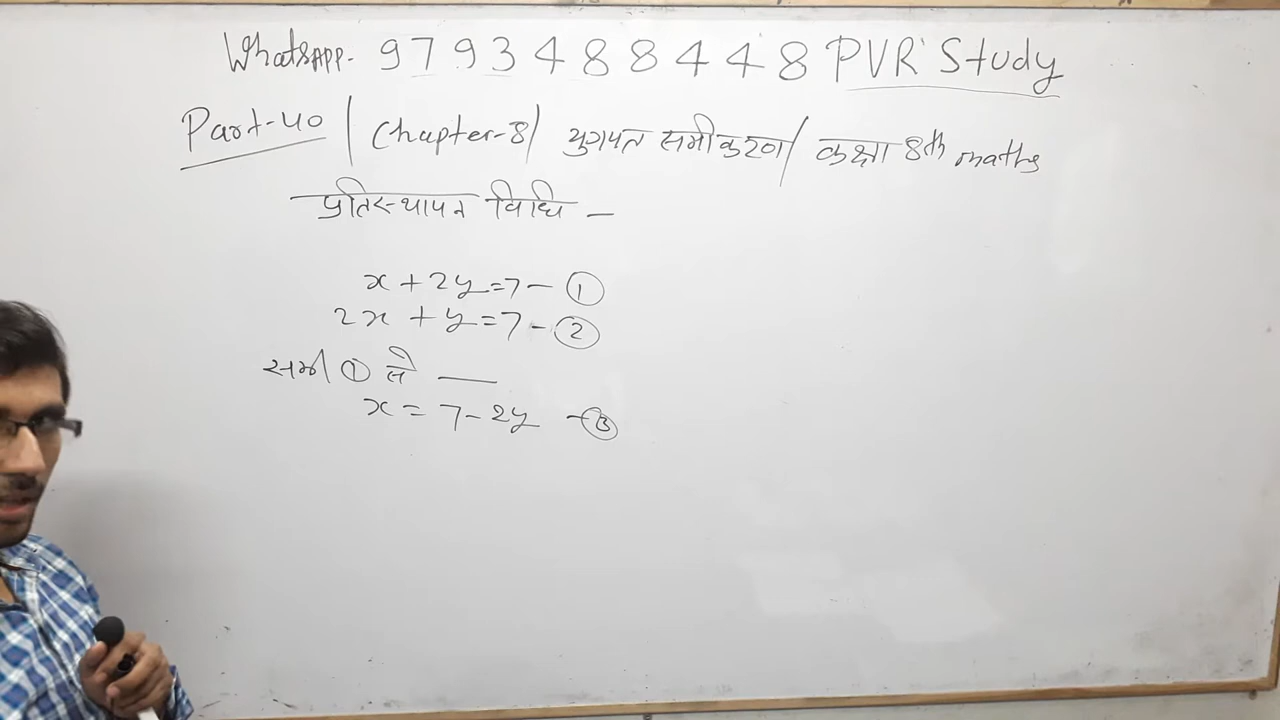 WhatsAPP. 9793488448 PVR Study
Part-40 | Chapter-8 | युगपत समीकरण / कक्षा 8th maths
प्रतिस्थापन विधि —
x + 2y = 7 — ①
2x + y = 7 - ②
समी ① से —
x = 7 - 2y - ③